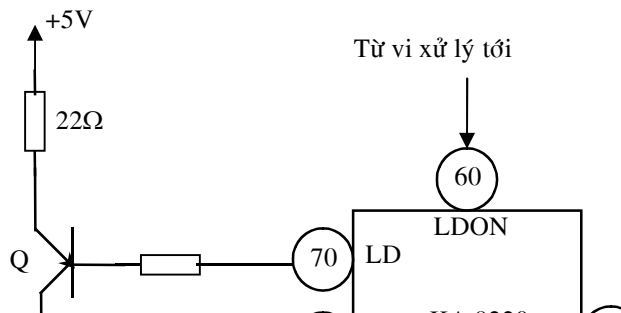 +5V
Từ vi xử lý tới
22Ω
60
LDON
Q
70
LD